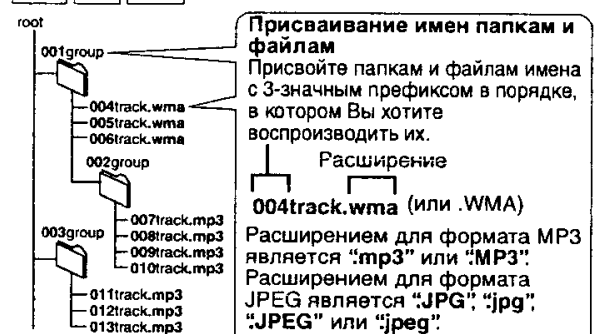 root
001group
004track.wma
005track.wma
006track.wma
002group
007track.mp3
008track.mp3
009track.mp3
010track.mp3
003group
011track.mp3
012track.mp3
013track.mp3
Присваивание имен папкам и
файлам
Присвойте папкам и файлам имена
с 3-значным префиксом в порядке,
в котором Вы хотите
воспроизводить их.
Расширение
004track.wma (или .WMA)
Расширением для формата MP3
является ".mp3" или ".MP3".
Расширением для формата
JPEG является ".JPG", ".jpg",
".JPEG" или ".jpeg".